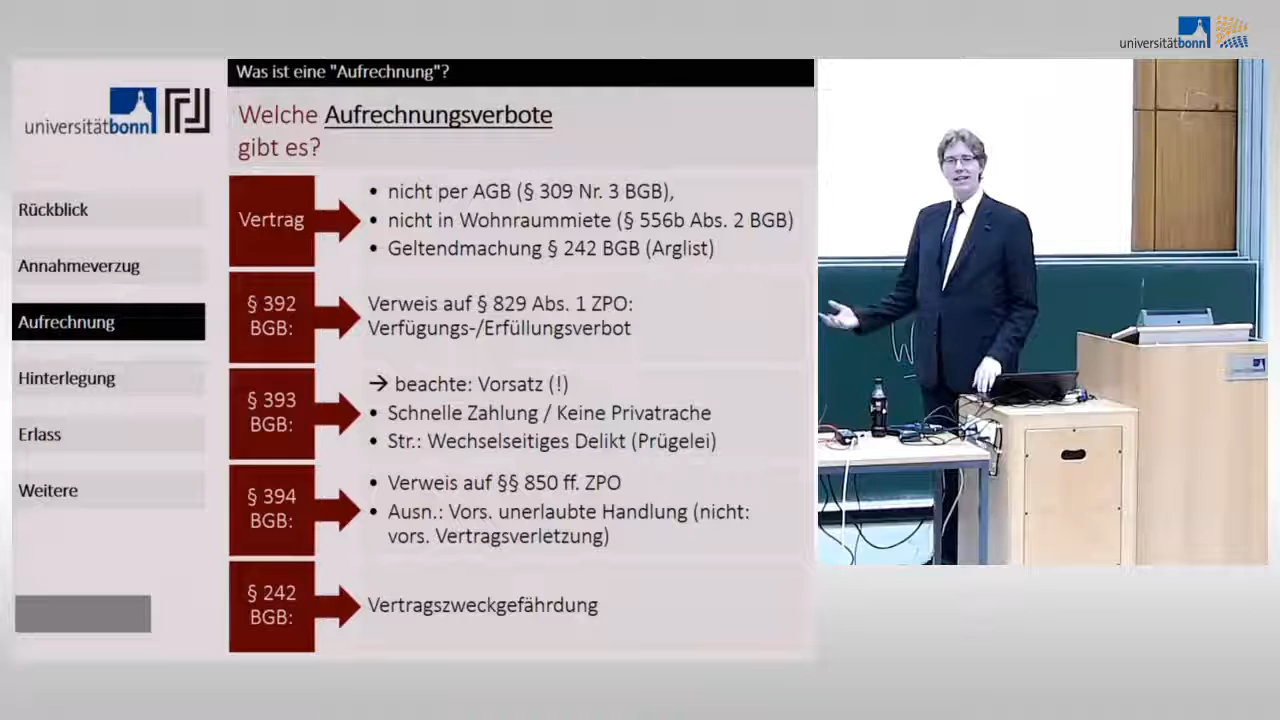 universitätbonn
Was ist eine "Aufrechnung"?
universitätbonn
Welche Aufrechnungsverbote
gibt es?
Rückblick
Annahmeverzug
Aufrechnung
Hinterlegung
Erlass
Weitere
Vertrag
• nicht per AGB (§ 309 Nr. 3 BGB),
• nicht in Wohnraummiete (§ 556b Abs. 2 BGB)
• Geltendmachung § 242 BGB (Arglist)
§ 392
BGB:
Verweis auf § 829 Abs. 1 ZPO:
Verfügungs-/Erfüllungsverbot
§ 393
BGB:
→ beachte: Vorsatz (!)
• Schnelle Zahlung / Keine Privatrache
• Str.: Wechselseitiges Delikt (Prügelei)
§ 394
BGB:
• Verweis auf §§ 850 ff. ZPO
• Ausn.: Vors. unerlaubte Handlung (nicht:
vors. Vertragsverletzung)
§ 242
BGB:
Vertragszweckgefährdung